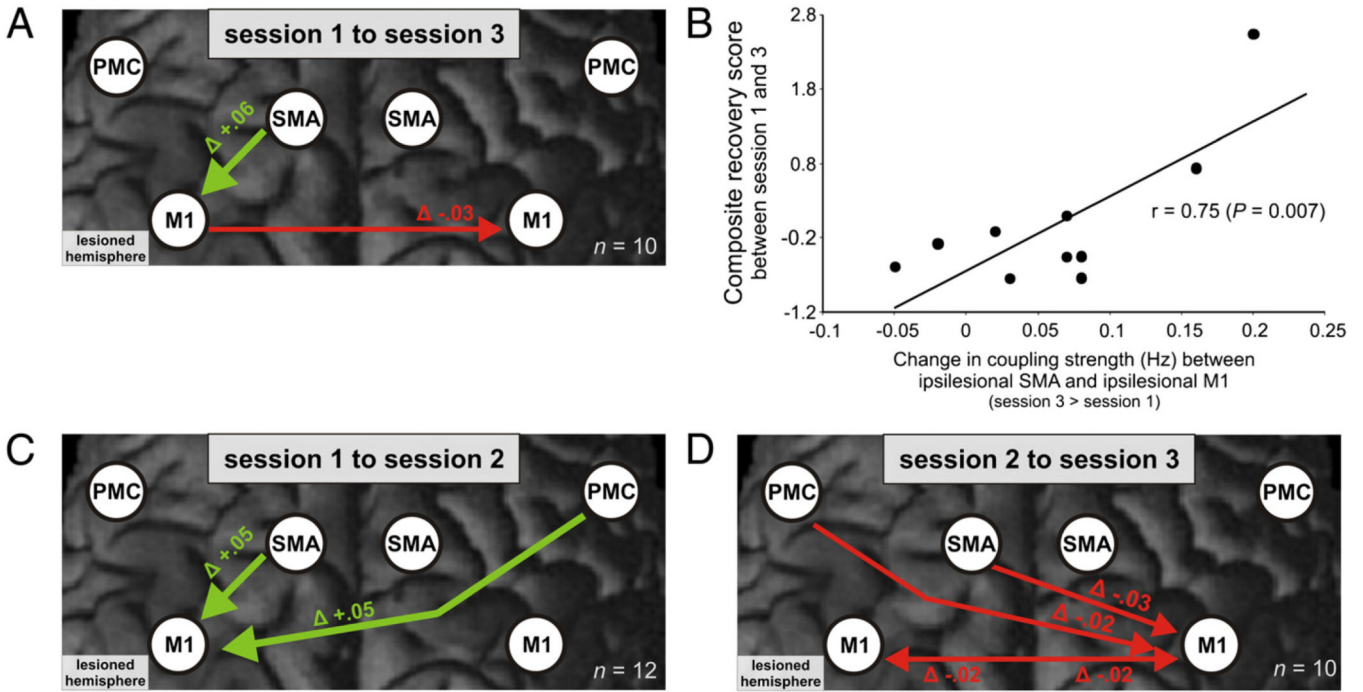 A
session 1 to session 3
PMC
PMC
SMA
SMA
Δ +.06
M1
M1
Δ -.03
lesioned
hemisphere
n = 10
B
Composite recovery score
between session 1 and 3
2.8
1.8
0.8
-0.2
-1.2
r = 0.75 (P = 0.007)
-0.1
-0.05
0
0.05
0.1
0.15
0.2
0.25
Change in coupling strength (Hz) between
ipsilesional SMA and ipsilesional M1
(session 3 > session 1)
C
session 1 to session 2
PMC
PMC
SMA
SMA
Δ +.05
Δ +.05
M1
M1
lesioned
hemisphere
n = 12
D
session 2 to session 3
PMC
PMC
SMA
SMA
Δ -.03
Δ -.02
M1
M1
Δ -.02
Δ -.02
lesioned
hemisphere
n = 10